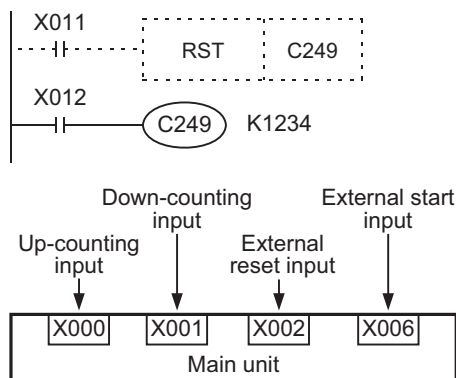 X011
RST C249
X012
C249 K1234
Down-counting
input
External start
input
Up-counting
input
External
reset input
X000 X001 X002 X006
Main unit